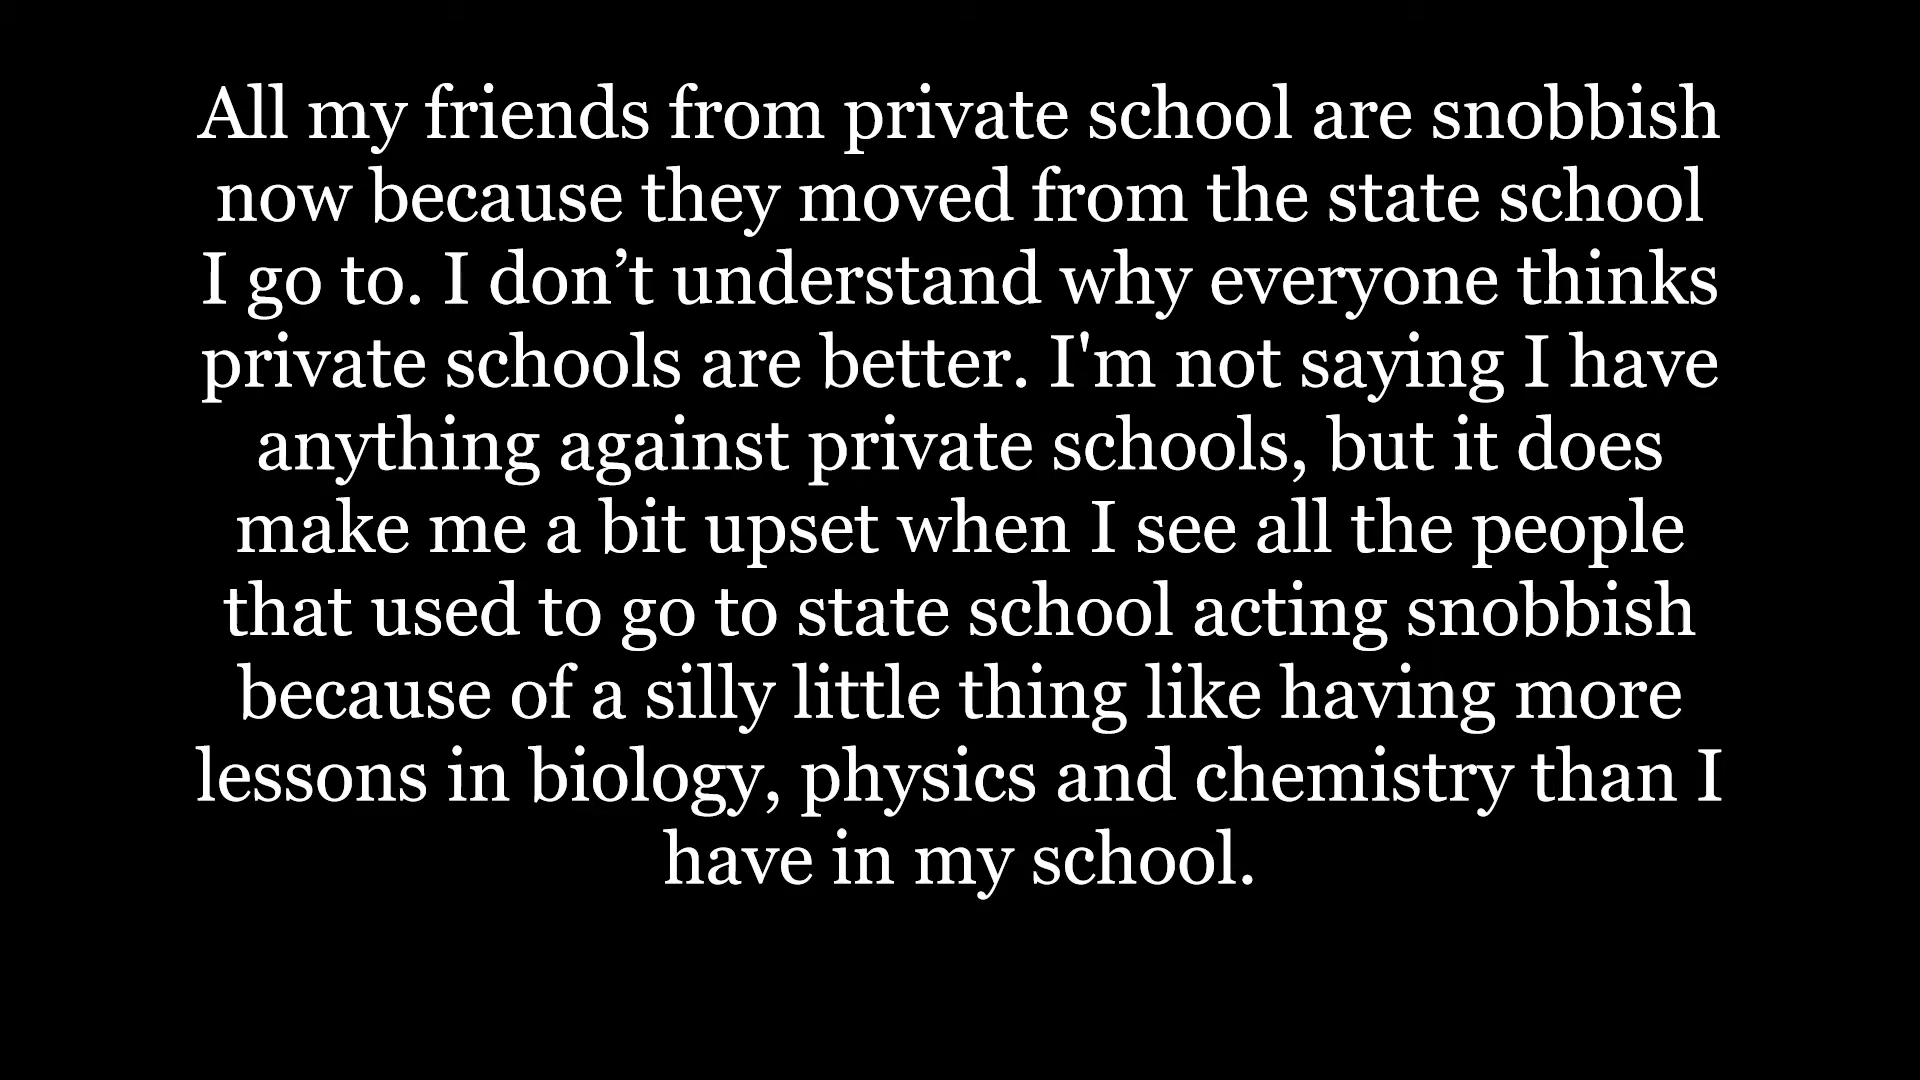 All my friends from private school are snobbish
now because they moved from the state school
I go to. I don’t understand why everyone thinks
private schools are better. I'm not saying I have
anything against private schools, but it does
make me a bit upset when I see all the people
that used to go to state school acting snobbish
because of a silly little thing like having more
lessons in biology, physics and chemistry than I
have in my school.